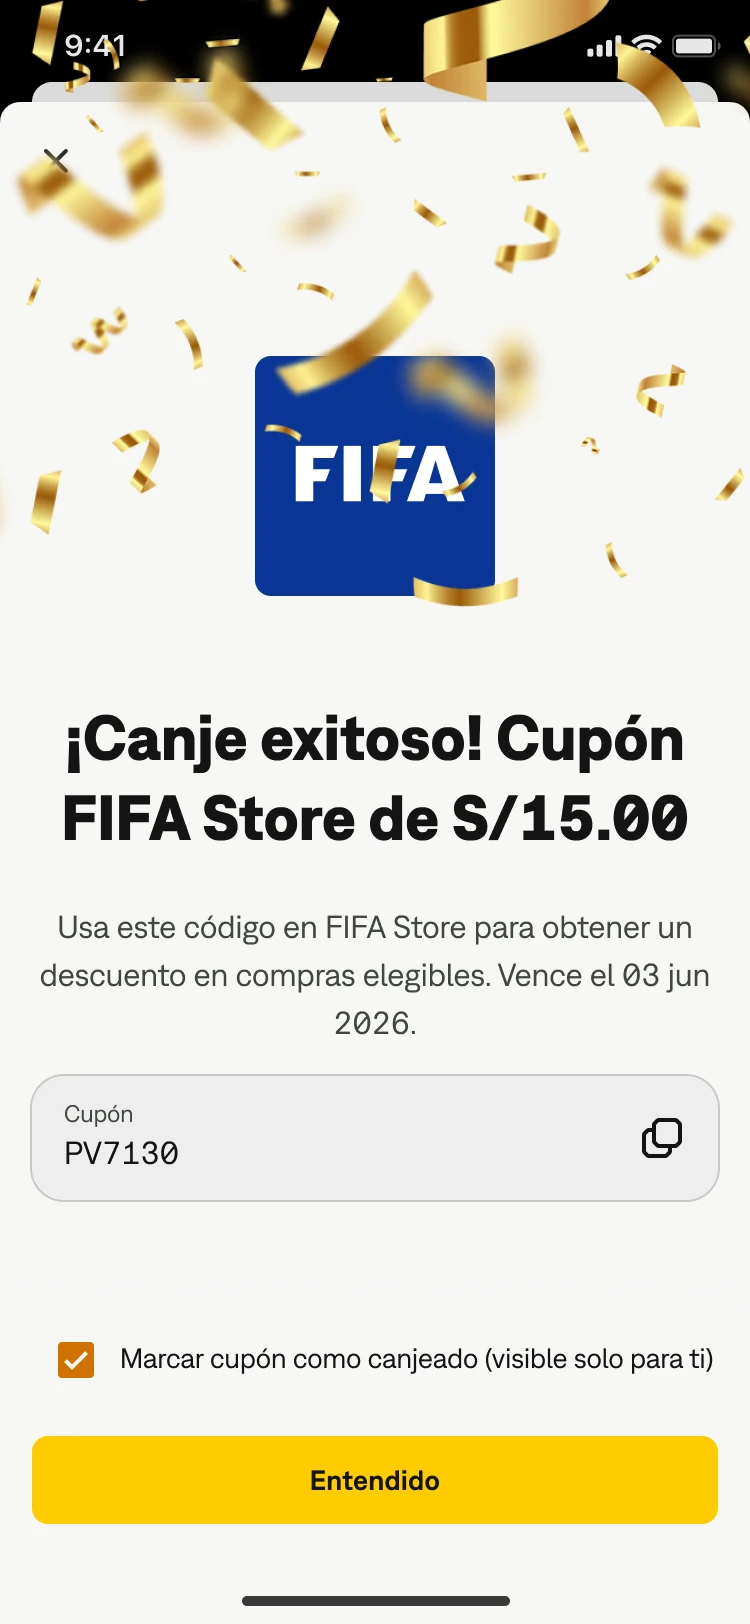 9:41
FIFA
¡Canje exitoso! Cupón
FIFA Store de S/15.00
Usa este código en FIFA Store para obtener un
descuento en compras elegibles. Vence el 03 jun
2026.
Cupón
PV7130
Marcar cupón como canjeado (visible solo para ti)
Entendido